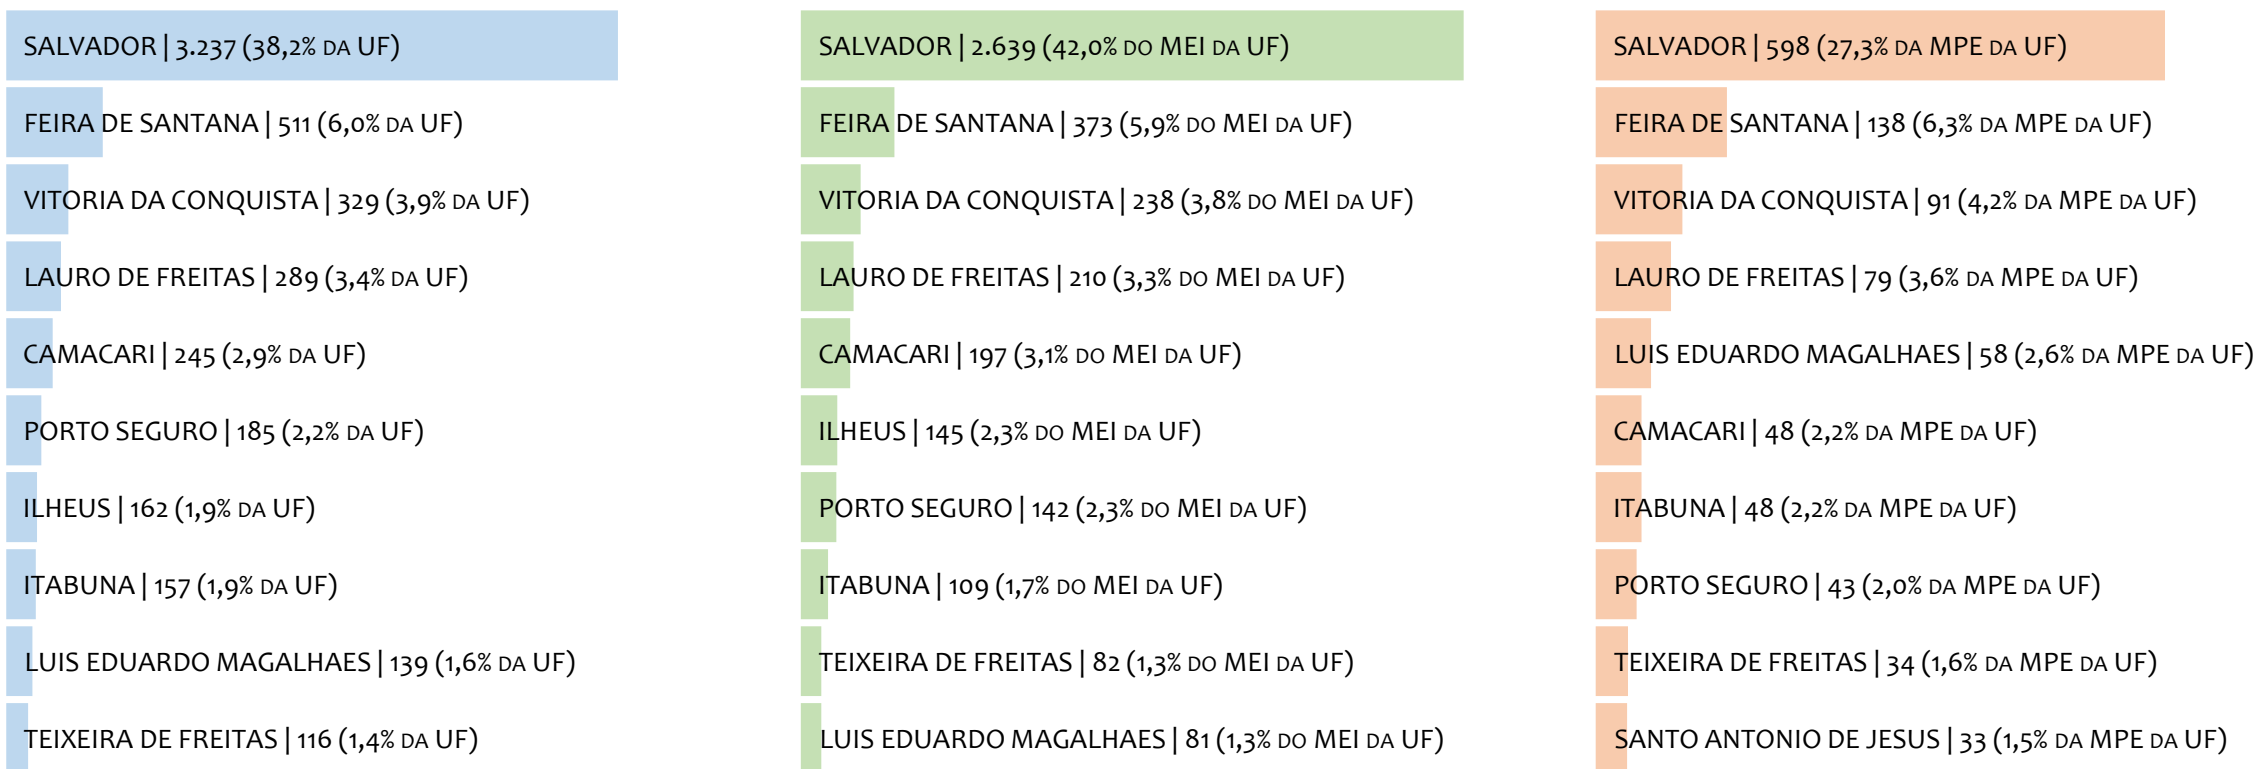 SALVADOR | 3.237 (38,2% DA UF)
FEIRA DE SANTANA | 511 (6,0% DA UF)
VITORIA DA CONQUISTA | 329 (3,9% DA UF)
LAURO DE FREITAS | 289 (3,4% DA UF)
CAMACARI | 245 (2,9% DA UF)
PORTO SEGURO | 185 (2,2% DA UF)
ILHEUS | 162 (1,9% DA UF)
ITABUNA | 157 (1,9% DA UF)
LUIS EDUARDO MAGALHAES | 139 (1,6% DA UF)
TEIXEIRA DE FREITAS | 116 (1,4% DA UF)
SALVADOR | 2.639 (42,0% DO MEI DA UF)
FEIRA DE SANTANA | 373 (5,9% DO MEI DA UF)
VITORIA DA CONQUISTA | 238 (3,8% DO MEI DA UF)
LAURO DE FREITAS | 210 (3,3% DO MEI DA UF)
CAMACARI | 197 (3,1% DO MEI DA UF)
ILHEUS | 145 (2,3% DO MEI DA UF)
PORTO SEGURO | 142 (2,3% DO MEI DA UF)
ITABUNA | 109 (1,7% DO MEI DA UF)
TEIXEIRA DE FREITAS | 82 (1,3% DO MEI DA UF)
LUIS EDUARDO MAGALHAES | 81 (1,3% DO MEI DA UF)
SALVADOR | 598 (27,3% DA MPE DA UF)
FEIRA DE SANTANA | 138 (6,3% DA MPE DA UF)
VITORIA DA CONQUISTA | 91 (4,2% DA MPE DA UF)
LAURO DE FREITAS | 79 (3,6% DA MPE DA UF)
LUIS EDUARDO MAGALHAES | 58 (2,6% DA MPE DA UF)
CAMACARI | 48 (2,2% DA MPE DA UF)
ITABUNA | 48 (2,2% DA MPE DA UF)
PORTO SEGURO | 43 (2,0% DA MPE DA UF)
TEIXEIRA DE FREITAS | 34 (1,6% DA MPE DA UF)
SANTO ANTONIO DE JESUS | 33 (1,5% DA MPE DA UF)